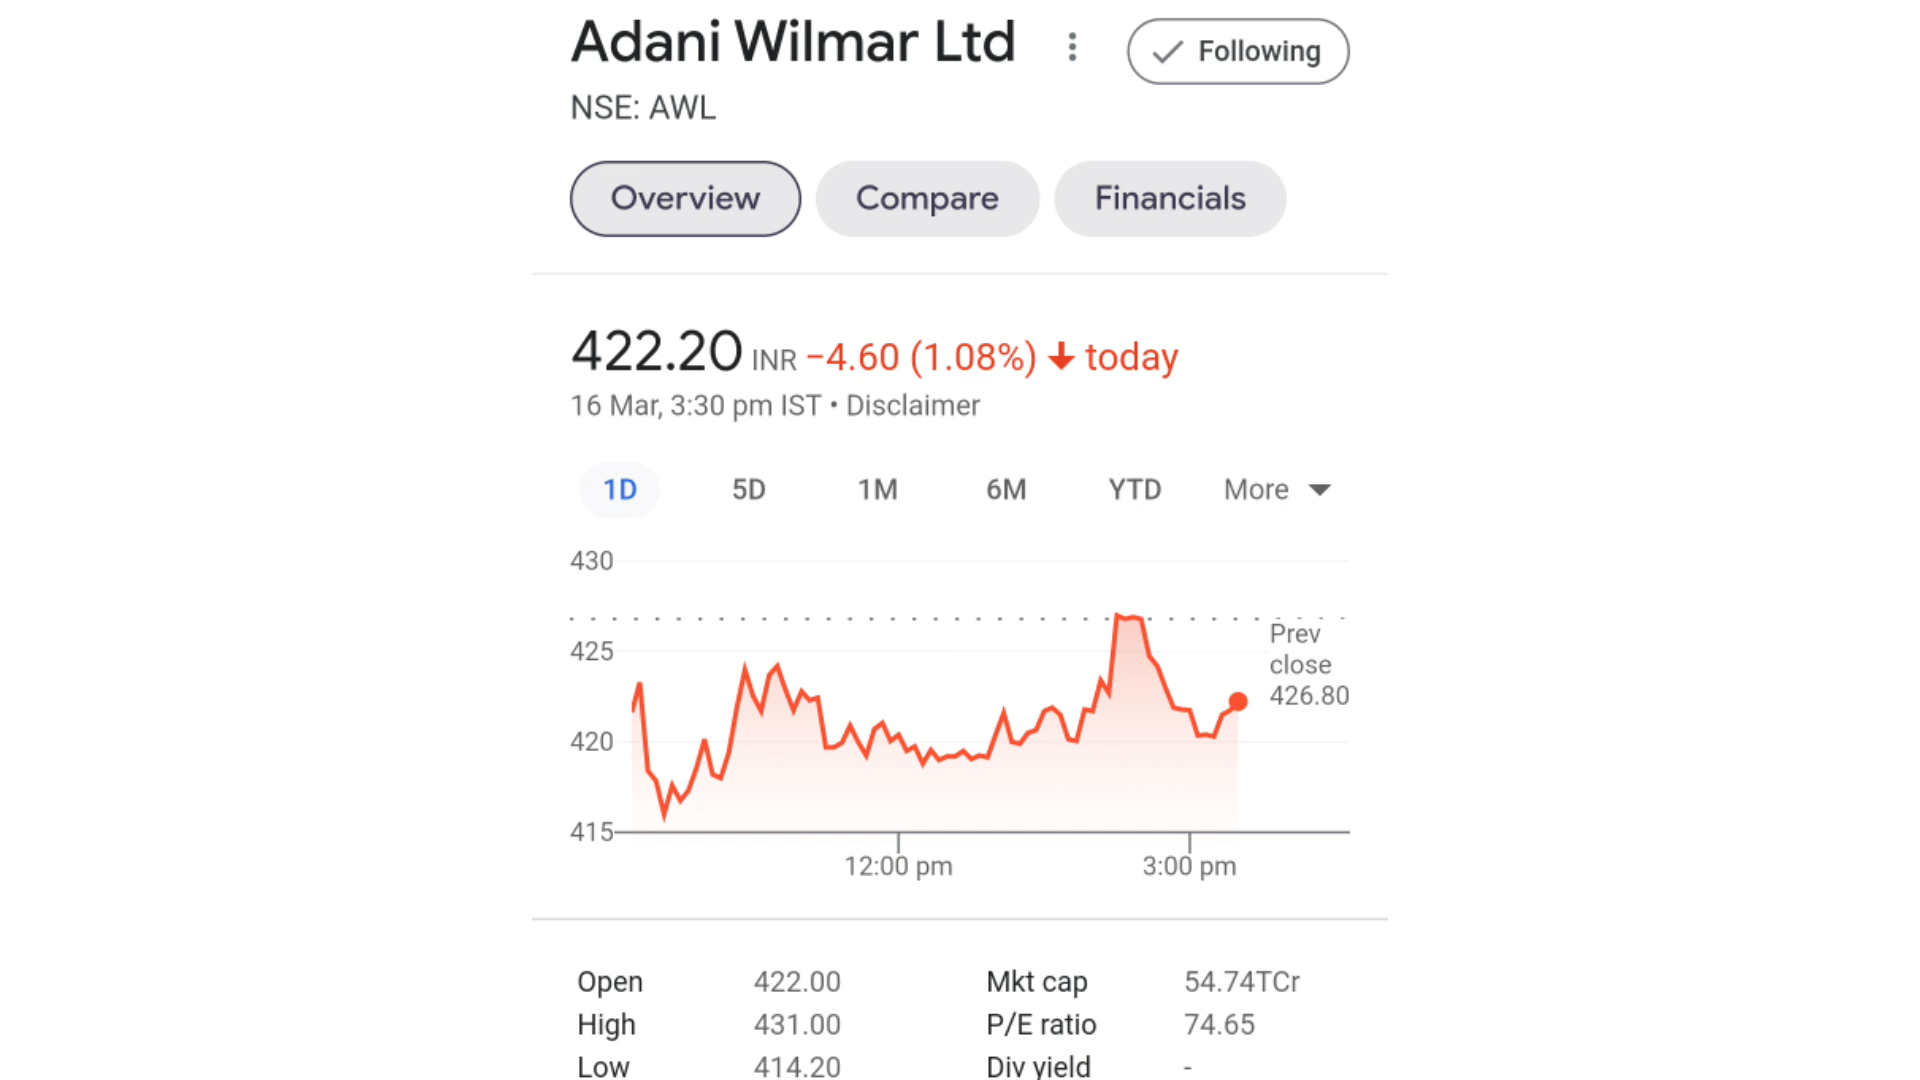 Adani Wilmar Ltd
Following
NSE: AWL
Overview
Compare
Financials
422.20 INR −4.60 (1.08%) today
16 Mar, 3:30 pm IST • Disclaimer
1D 5D 1M 6M YTD More
430
425
420
415
Prev
close
426.80
12:00 pm 3:00 pm
Open 422.00 Mkt cap 54.74TCr
High 431.00 P/E ratio 74.65
Low 414.20 Div yield -